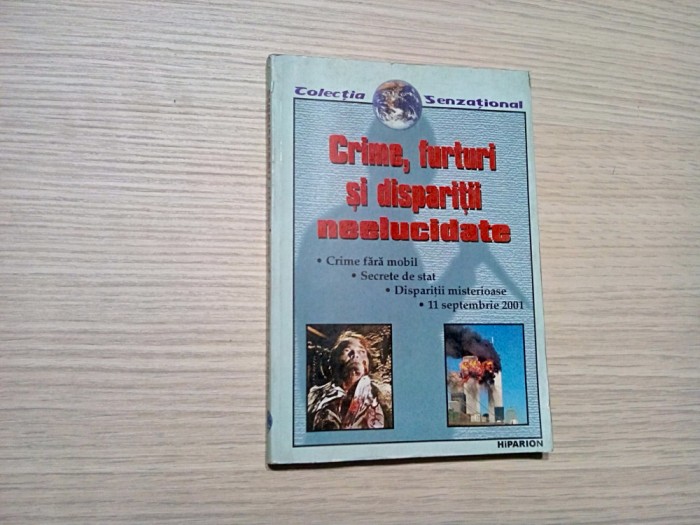 Colecția Senzațional
Crime, furturi
și dispariții
neelucidate
• Crime fără mobil
• Secrete de stat
• Dispariții misterioase
• 11 septembrie 2001
HiPARION